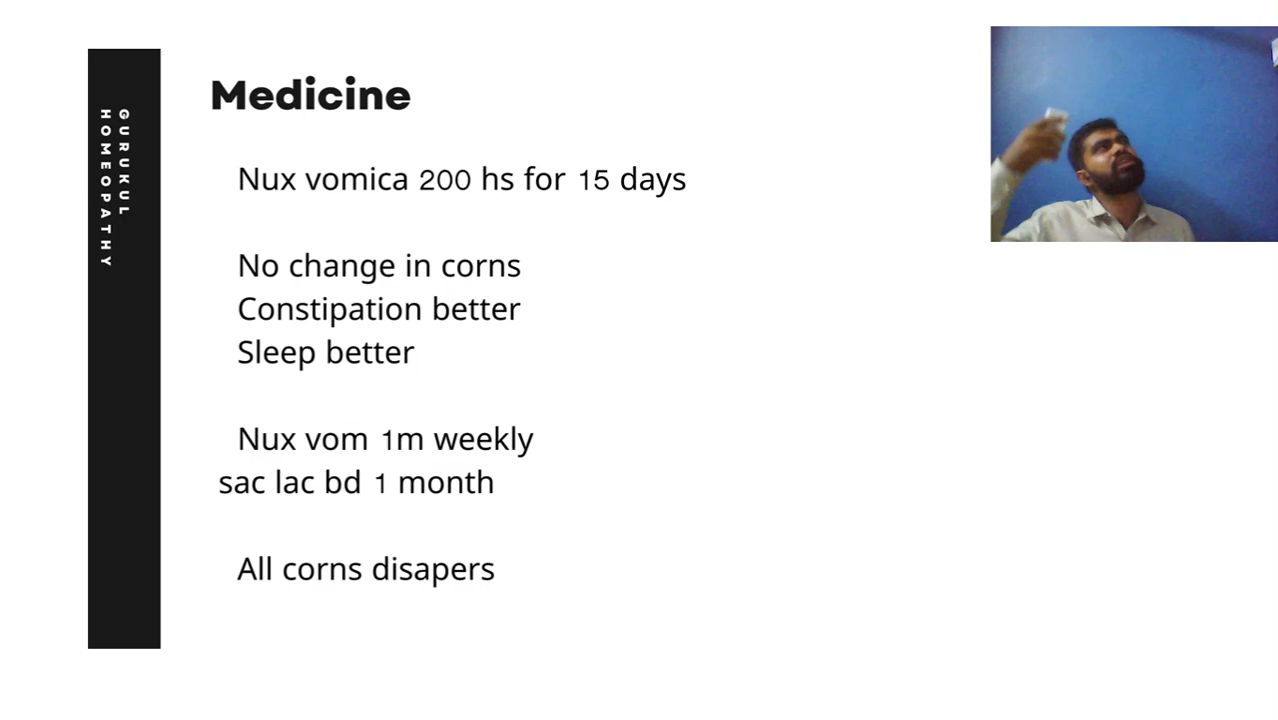 GURUKUL
HOMEOPATHY
Medicine
Nux vomica 200 hs for 15 days
No change in corns
Constipation better
Sleep better
Nux vom 1m weekly
sac lac bd 1 month
All corns disapers